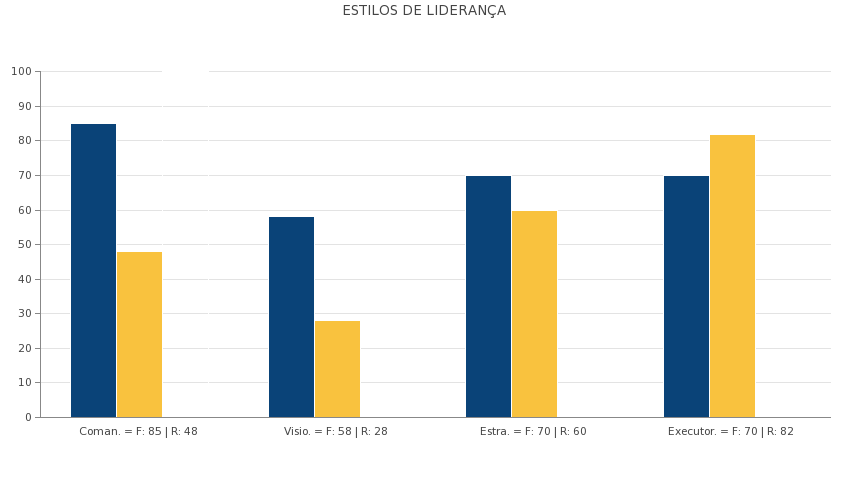 ESTILOS DE LIDERANÇA
100
90
80
70
60
50
40
30
20
10
0
Coman. = F: 85 | R: 48
Visio. = F: 58 | R: 28
Estra. = F: 70 | R: 60
Executor. = F: 70 | R: 82